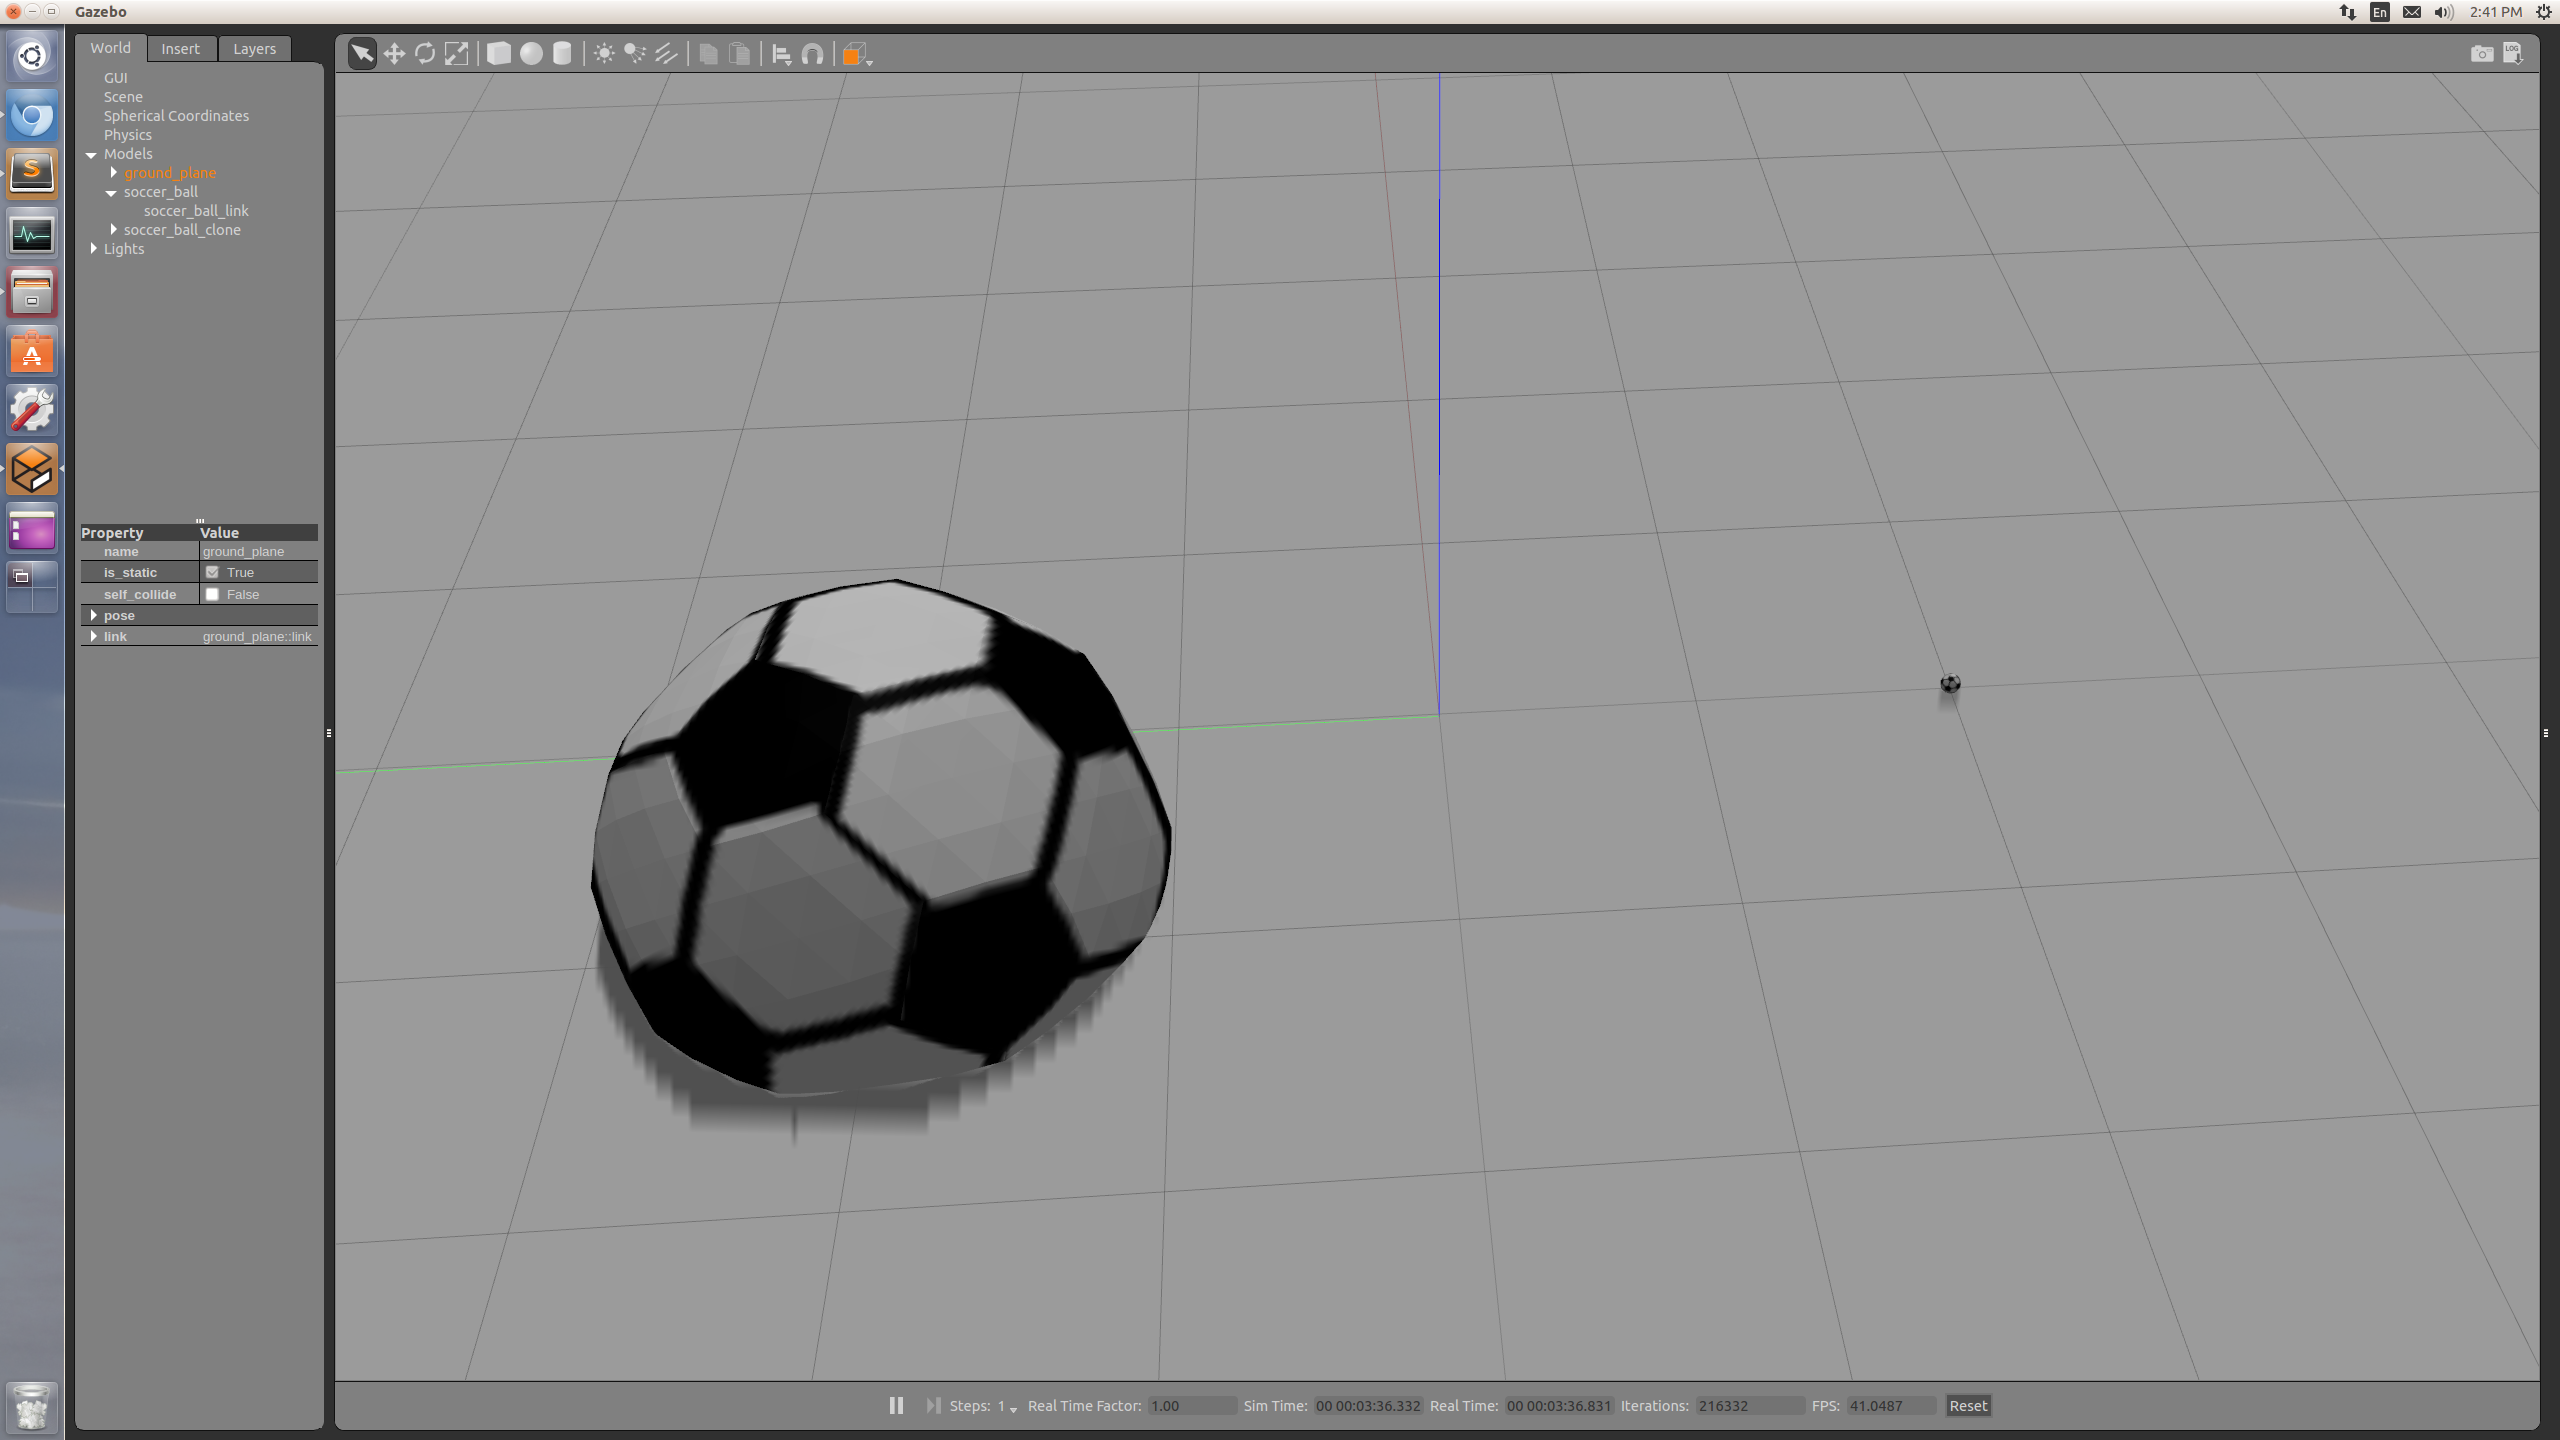 Gazebo
En
2:41 PM
World Insert Layers
GUI
Scene
Spherical Coordinates
Physics
Models
ground_plane
soccer_ball
soccer_ball_link
soccer_ball_clone
Lights
LOG
Property Value
name ground_plane
is_static True
self_collide False
pose
link ground_plane::link
Steps: 1 Real Time Factor: 1.00 Sim Time: 00 00:03:36.332 Real Time: 00 00:03:36.831 Iterations: 216332 FPS: 41.0487 Reset